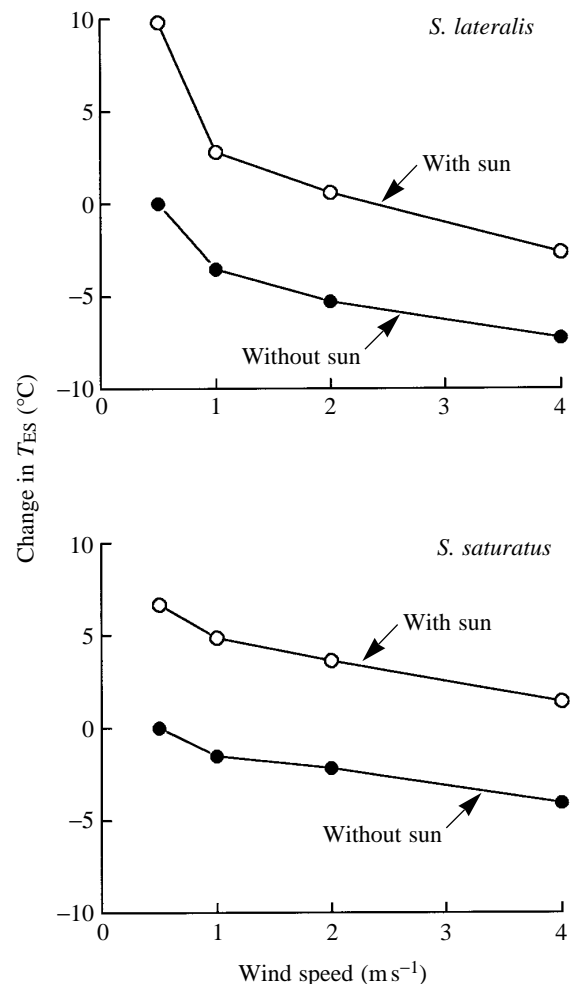 S. lateralis
10
5
0
−5
−10
With sun
Without sun
0 1 2 3 4
Change in TES (°C)
S. saturatus
10
5
0
−5
−10
With sun
Without sun
0 1 2 3 4
Wind speed (m s−1)